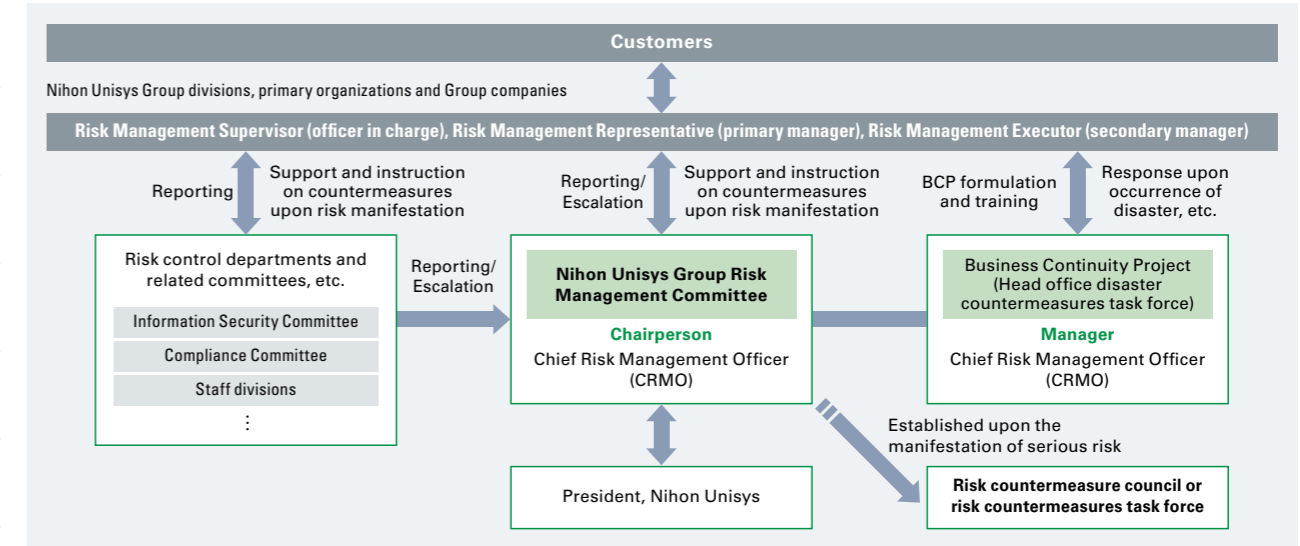 Customers
Nihon Unisys Group divisions, primary organizations and Group companies
Risk Management Supervisor (officer in charge), Risk Management Representative (primary manager), Risk Management Executor (secondary manager)
Reporting
Support and instruction
on countermeasures
upon risk manifestation
Reporting/
Escalation
Support and instruction
on countermeasures
upon risk manifestation
BCP formulation
and training
Response upon
occurrence of
disaster, etc.
Risk control departments and
related committees, etc.
Information Security Committee
Compliance Committee
Staff divisions
⋮
Reporting/
Escalation
Nihon Unisys Group Risk
Management Committee
Chairperson
Chief Risk Management Officer
(CRMO)
Business Continuity Project
(Head office disaster
countermeasures task force)
Manager
Chief Risk Management Officer
(CRMO)
Established upon the
manifestation of serious risk
President, Nihon Unisys
Risk countermeasure council or
risk countermeasures task force